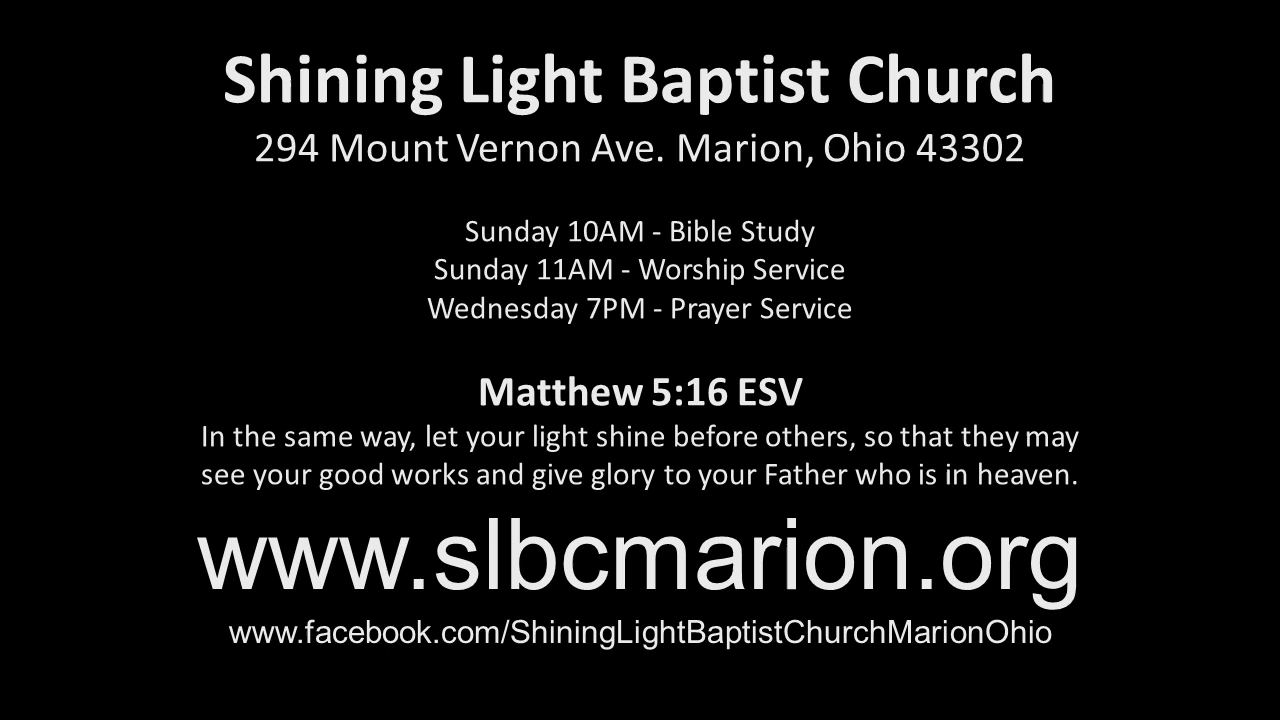 Shining Light Baptist Church
294 Mount Vernon Ave. Marion, Ohio 43302
Sunday 10AM - Bible Study
Sunday 11AM - Worship Service
Wednesday 7PM - Prayer Service
Matthew 5:16 ESV
In the same way, let your light shine before others, so that they may
see your good works and give glory to your Father who is in heaven.
www.slbcmarion.org
www.facebook.com/ShiningLightBaptistChurchMarionOhio